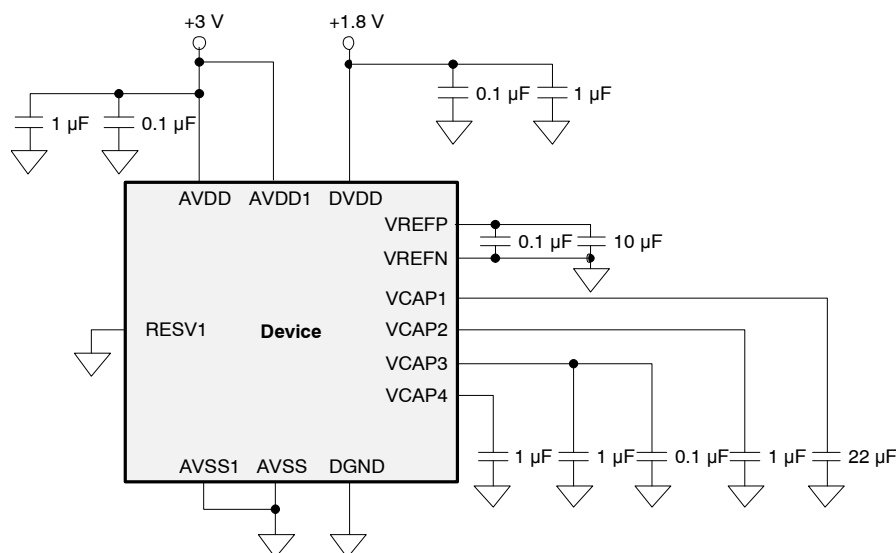 +3 V
+1.8 V
1 µF
0.1 µF
0.1 µF
1 µF
AVDD
AVDD1
DVDD
VREFP
0.1 µF
10 µF
VREFN
VCAP1
RESV1
Device
VCAP2
VCAP3
VCAP4
1 µF
1 µF
0.1 µF
1 µF
22 µF
AVSS1
AVSS
DGND